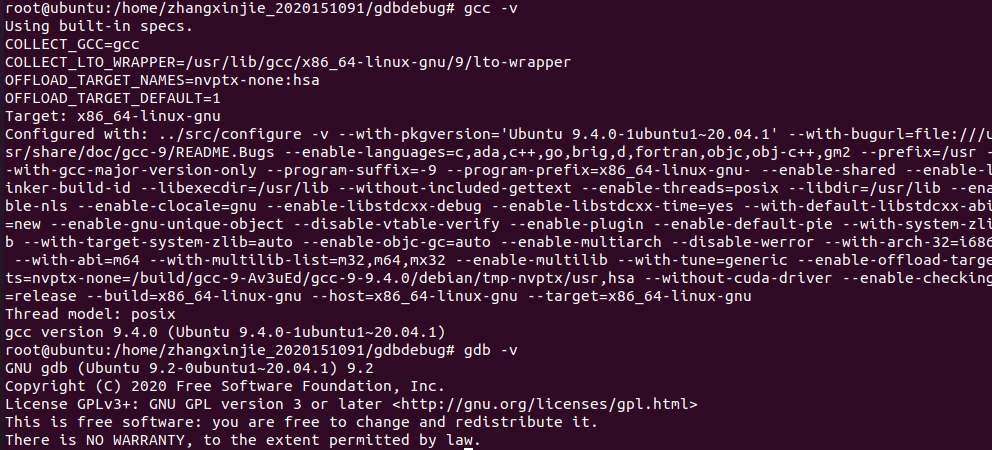 root@ubuntu:/home/zhangxinjie_2020151091/gdbdebug# gcc -v
Using built-in specs.
COLLECT_GCC=gcc
COLLECT_LTO_WRAPPER=/usr/lib/gcc/x86_64-linux-gnu/9/lto-wrapper
OFFLOAD_TARGET_NAMES=nvptx-none:hsa
OFFLOAD_TARGET_DEFAULT=1
Target: x86_64-linux-gnu
Configured with: ../src/configure -v --with-pkgversion='Ubuntu 9.4.0-1ubuntu1~20.04.1' --with-bugurl=file:///u
sr/share/doc/gcc-9/README.Bugs --enable-languages=c,ada,c++,go,brig,d,fortran,objc,obj-c++,gm2 --prefix=/usr -
-with-gcc-major-version-only --program-suffix=-9 --program-prefix=x86_64-linux-gnu- --enable-shared --enable-l
inker-build-id --libexecdir=/usr/lib --without-included-gettext --enable-threads=posix --libdir=/usr/lib --ena
ble-nls --enable-clocale=gnu --enable-libstdcxx-debug --enable-libstdcxx-time=yes --with-default-libstdcxx-abi
=new --enable-gnu-unique-object --disable-vtable-verify --enable-plugin --enable-default-pie --with-system-zli
b --with-target-system-zlib=auto --enable-objc-gc=auto --enable-multiarch --disable-werror --with-arch-32=i686
--with-abi=m64 --with-multilib-list=m32,m64,mx32 --enable-multilib --with-tune=generic --enable-offload-targe
ts=nvptx-none=/build/gcc-9-Av3uEd/gcc-9-9.4.0/debian/tmp-nvptx/usr,hsa --without-cuda-driver --enable-checking
=release --build=x86_64-linux-gnu --host=x86_64-linux-gnu --target=x86_64-linux-gnu
Thread model: posix
gcc version 9.4.0 (Ubuntu 9.4.0-1ubuntu1~20.04.1)
root@ubuntu:/home/zhangxinjie_2020151091/gdbdebug# gdb -v
GNU gdb (Ubuntu 9.2-0ubuntu1~20.04.1) 9.2
Copyright (C) 2020 Free Software Foundation, Inc.
License GPLv3+: GNU GPL version 3 or later <http://gnu.org/licenses/gpl.html>
This is free software: you are free to change and redistribute it.
There is NO WARRANTY, to the extent permitted by law.